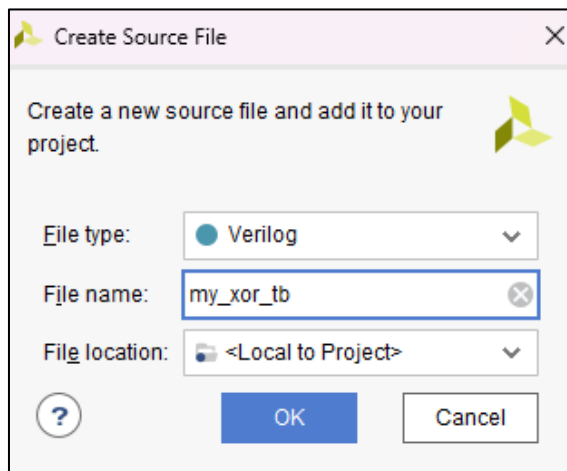 Create Source File
Create a new source file and add it to your
project.
File type: Verilog
File name: my_xor_tb
File location: <Local to Project>
? OK Cancel